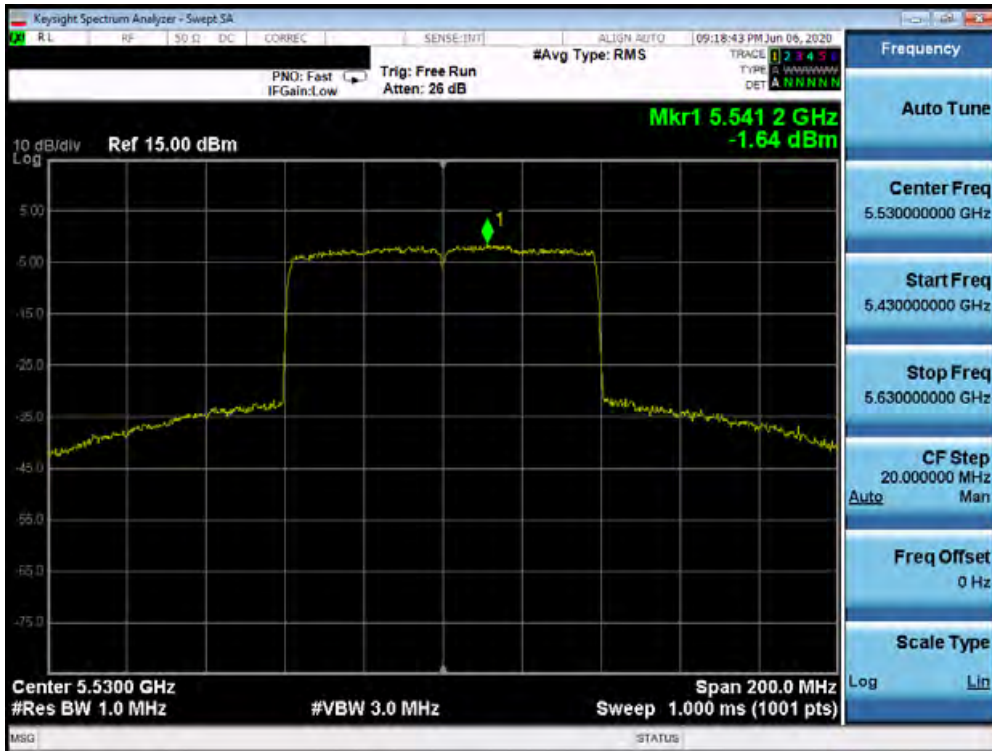 Keysight Spectrum Analyzer - Swept SA
RL RF 50 Ω DC CORREC SENSE:INT ALIGN AUTO 09:18:43 PM Jun 06, 2020
#Avg Type: RMS
TRACE 1 2 3 4 5 6
PNO: Fast Trig: Free Run
TYPE A WWWWW
IFGain:Low Atten: 26 dB
DET A N N N N N
Mkr1 5.541 2 GHz
-1.64 dBm
10 dB/div Ref 15.00 dBm
Log
1
5.00
-5.00
-15.0
-25.0
-35.0
-45.0
-55.0
-65.0
-75.0
Center 5.5300 GHz Span 200.0 MHz
#Res BW 1.0 MHz #VBW 3.0 MHz Sweep 1.000 ms (1001 pts)
MSG STATUS
Frequency
Auto Tune
Center Freq
5.530000000 GHz
Start Freq
5.430000000 GHz
Stop Freq
5.630000000 GHz
CF Step
20.000000 MHz
Auto Man
Freq Offset
0 Hz
Scale Type
Log Lin